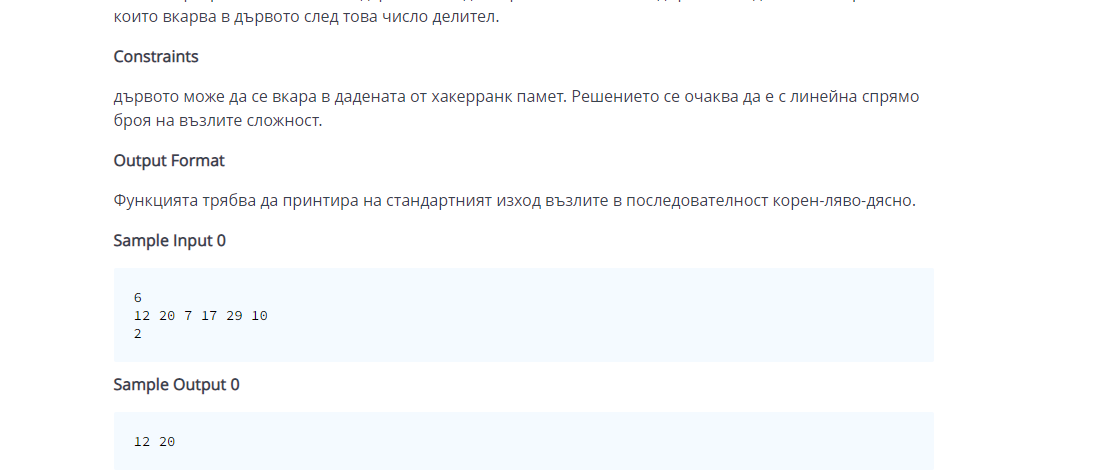 които вкарва в дървото след това число делител.
Constraints
дървото може да се вкара в дадената от хакерранк памет. Решението се очаква да е с линейна спрямо
броя на възлите сложност.
Output Format
Функцията трябва да принтира на стандартният изход възлите в последователност корен-ляво-дясно.
Sample Input 0
6
12 20 7 17 29 10
2
Sample Output 0
12 20